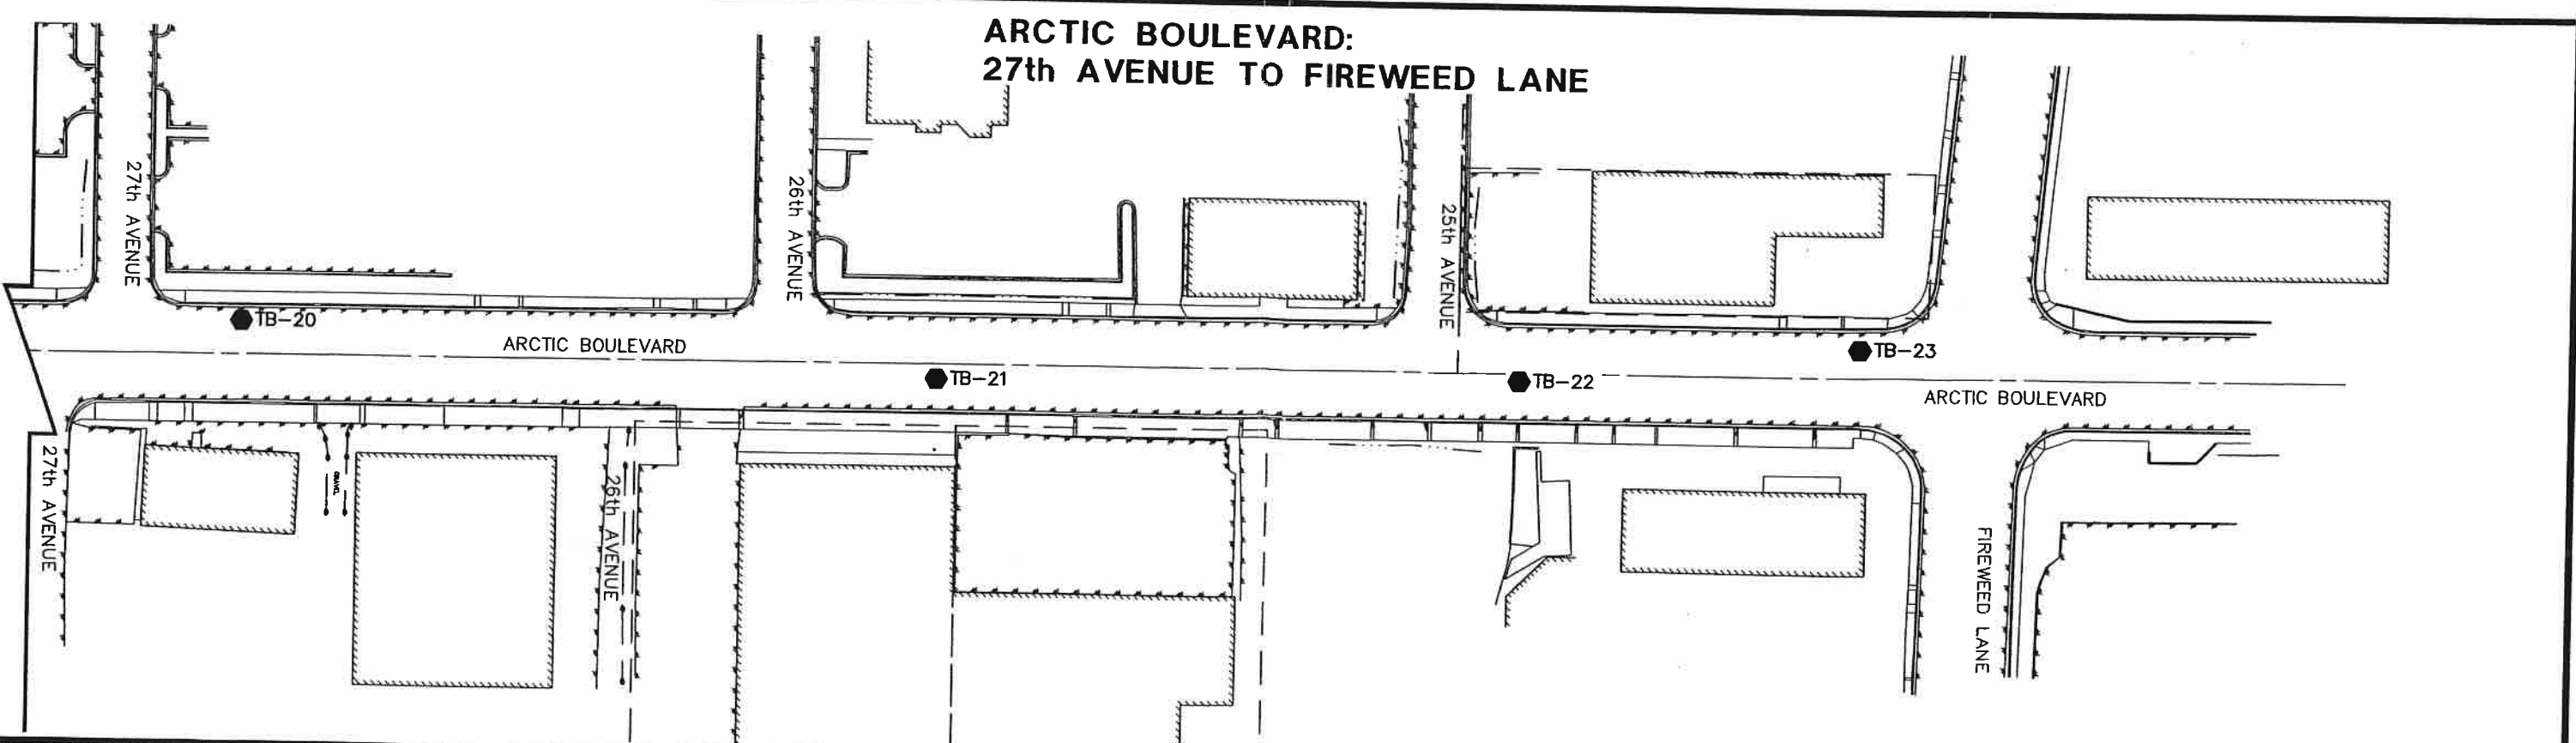 ARCTIC BOULEVARD:
27th AVENUE TO FIREWEED LANE
27th AVENUE
26th AVENUE
25th AVENUE
TB-20
ARCTIC BOULEVARD
TB-21
TB-22
TB-23
ARCTIC BOULEVARD
27th AVENUE
GRAVEL
26th AVENUE
FIREWEED LANE